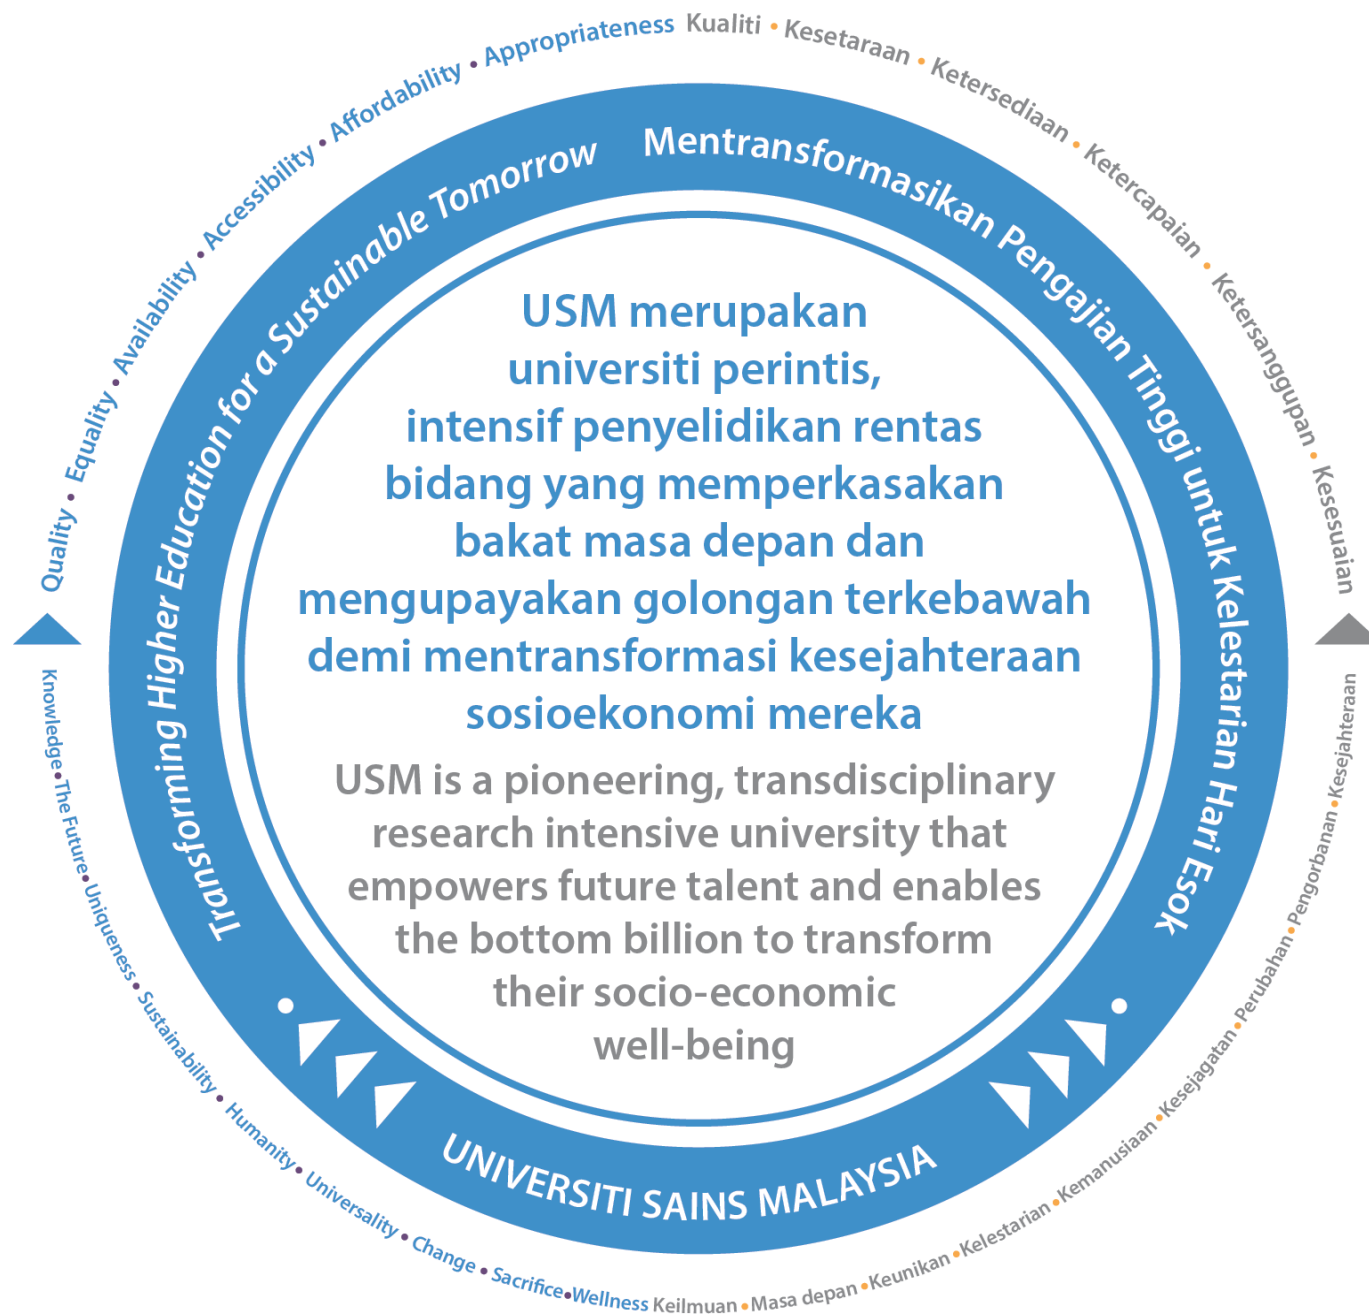 Quality • Equality • Availability • Accessibility • Affordability • Appropriateness
Kualiti • Kesetaraan • Ketersediaan • Ketercapaian • Ketersanggupan • Kesesuaian
Transforming Higher Education for a Sustainable Tomorrow
Mentransformasikan Pengajian Tinggi untuk Kelestarian Hari Esok
USM merupakan
universiti perintis,
intensif penyelidikan rentas
bidang yang memperkasakan
bakat masa depan dan
mengupayakan golongan terkebawah
demi mentransformasi kesejahteraan
sosioekonomi mereka
USM is a pioneering, transdisciplinary
research intensive university that
empowers future talent and enables
the bottom billion to transform
their socio-economic
well-being
UNIVERSITI SAINS MALAYSIA
Knowledge • The Future • Uniqueness • Sustainability • Humanity • Universality • Change • Sacrifice • Wellness
Keilmuan • Masa depan • Keunikan • Kelestarian • Kemanusiaan • Kesejagatan • Perubahan • Pengorbanan • Kesejahteraan